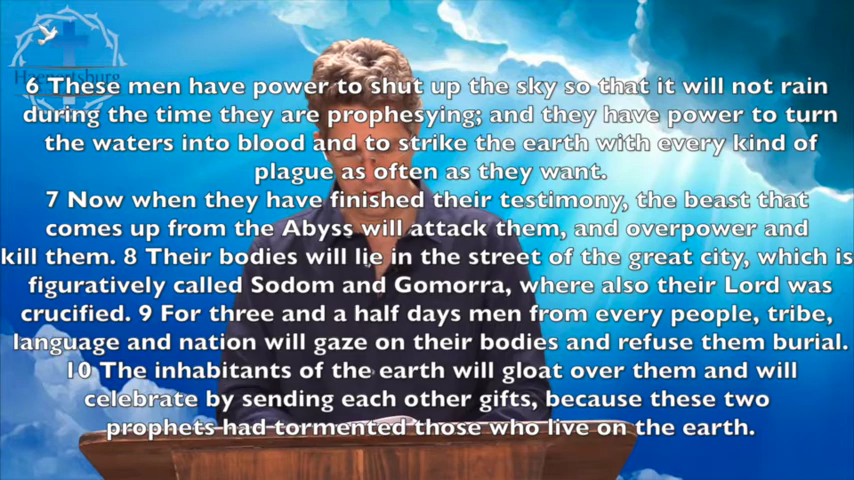 Haenertsburg
6 These men have power to shut up the sky so that it will not rain
during the time they are prophesying; and they have power to turn
the waters into blood and to strike the earth with every kind of
plague as often as they want.
7 Now when they have finished their testimony, the beast that
comes up from the Abyss will attack them, and overpower and
kill them. 8 Their bodies will lie in the street of the great city, which is
figuratively called Sodom and Gomorra, where also their Lord was
crucified. 9 For three and a half days men from every people, tribe,
language and nation will gaze on their bodies and refuse them burial.
10 The inhabitants of the earth will gloat over them and will
celebrate by sending each other gifts, because these two
prophets had tormented those who live on the earth.